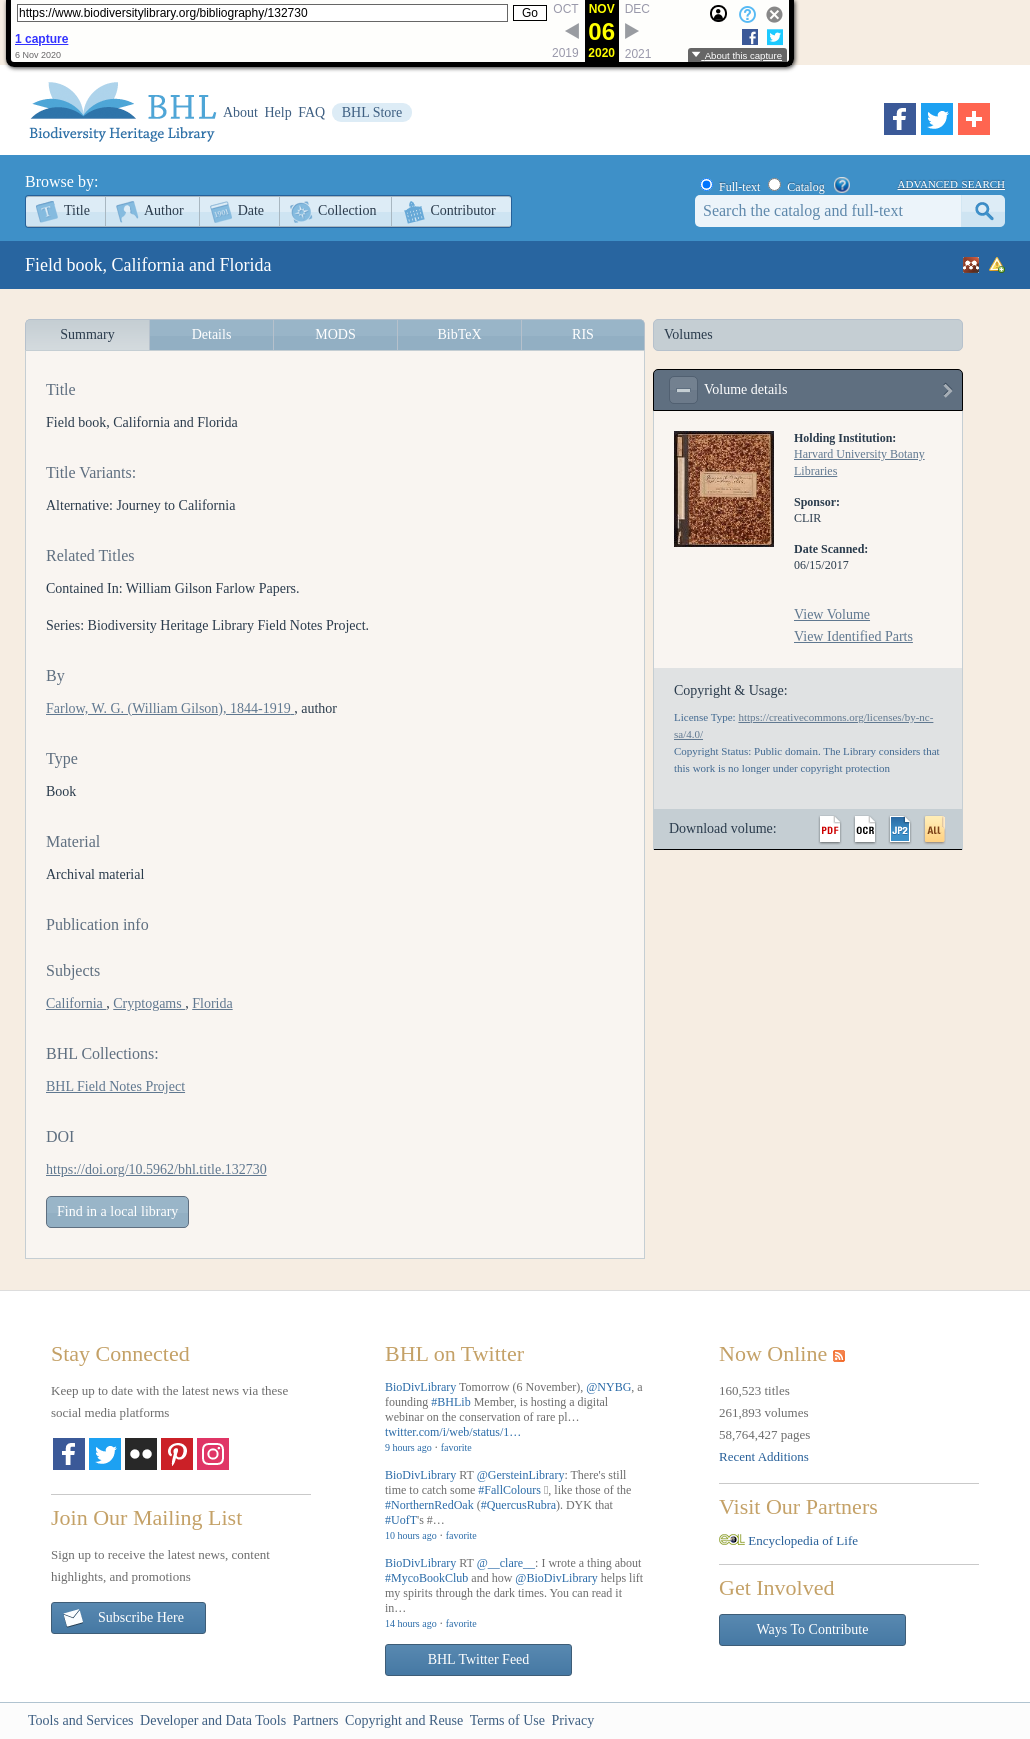 https://www.biodiversitylibrary.org/bibliography/132730
Go
OCT NOV DEC
06
2019 2020 2021
1 capture
6 Nov 2020
About this capture
BHL
Biodiversity Heritage Library
About Help FAQ BHL Store
Browse by:
Title Author Date Collection Contributor
Full-text Catalog ? ADVANCED SEARCH
Search the catalog and full-text
Field book, California and Florida
Summary Details MODS BibTeX RIS
Title
Field book, California and Florida
Title Variants:
Alternative: Journey to California
Related Titles
Contained In: William Gilson Farlow Papers.
Series: Biodiversity Heritage Library Field Notes Project.
By
Farlow, W. G. (William Gilson), 1844-1919 , author
Type
Book
Material
Archival material
Publication info
Subjects
California , Cryptogams , Florida
BHL Collections:
BHL Field Notes Project
DOI
https://doi.org/10.5962/bhl.title.132730
Find in a local library
Volumes
Volume details
Holding Institution:
Harvard University Botany
Libraries
Sponsor:
CLIR
Date Scanned:
06/15/2017
View Volume
View Identified Parts
Copyright & Usage:
License Type: https://creativecommons.org/licenses/by-nc-
sa/4.0/
Copyright Status: Public domain. The Library considers that
this work is no longer under copyright protection
Download volume: PDF OCR JP2 ALL
Stay Connected
Keep up to date with the latest news via these
social media platforms
Join Our Mailing List
Sign up to receive the latest news, content
highlights, and promotions
Subscribe Here
BHL on Twitter
BioDivLibrary Tomorrow (6 November), @NYBG, a
founding #BHLib Member, is hosting a digital
webinar on the conservation of rare pl…
twitter.com/i/web/status/1…
9 hours ago · favorite
BioDivLibrary RT @GersteinLibrary: There's still
time to catch some #FallColours , like those of the
#NorthernRedOak (#QuercusRubra). DYK that
#UofT's #…
10 hours ago · favorite
BioDivLibrary RT @__clare__: I wrote a thing about
#MycoBookClub and how @BioDivLibrary helps lift
my spirits through the dark times. You can read it
in…
14 hours ago · favorite
BHL Twitter Feed
Now Online
160,523 titles
261,893 volumes
58,764,427 pages
Recent Additions
Visit Our Partners
eol Encyclopedia of Life
Get Involved
Ways To Contribute
Tools and Services Developer and Data Tools Partners Copyright and Reuse Terms of Use Privacy